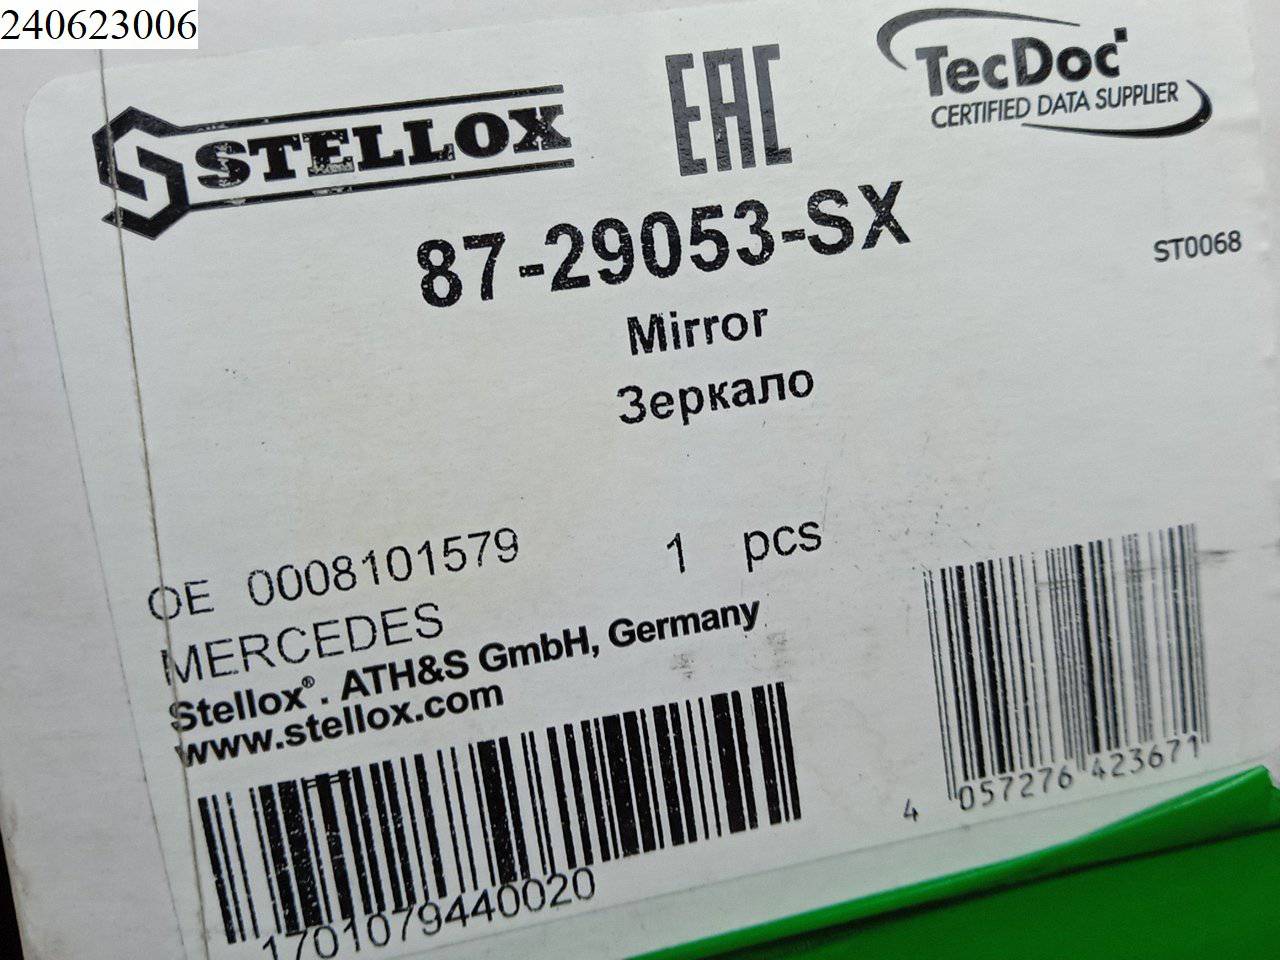 240623006
STELLOX
EAC
TecDoc
CERTIFIED DATA SUPPLIER
87-29053-SX
ST0068
Mirror
Зеркало
OE 0008101579 1 pcs
MERCEDES
Stellox®. ATH&S GmbH, Germany
www.stellox.com
1701079440020
4 057276 423671